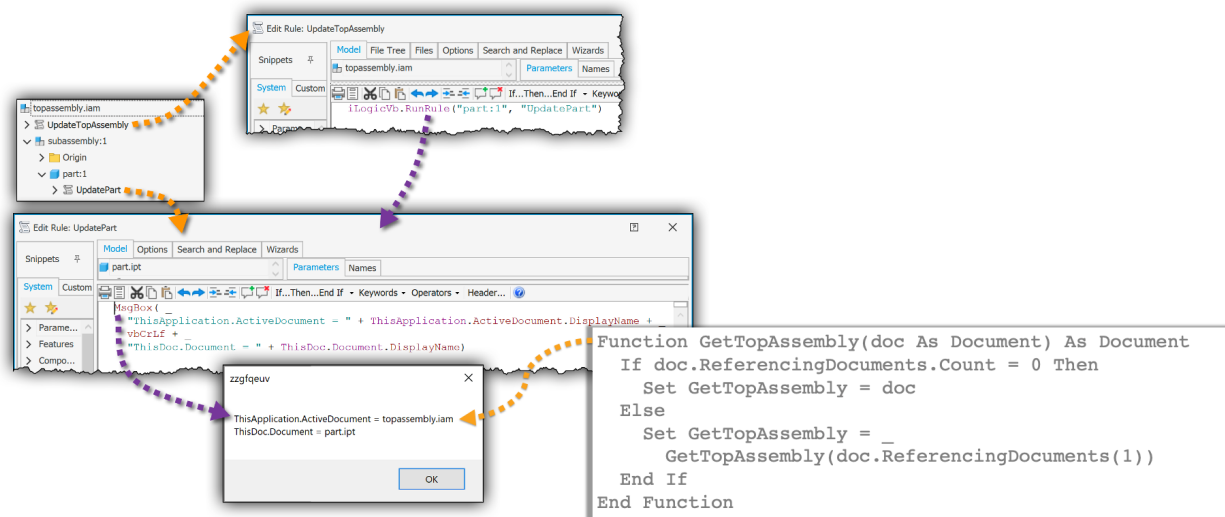 Edit Rule: UpdateTopAssembly
Snippets
Model File Tree Files Options Search and Replace Wizards
topassembly.iam
Parameters Names
System Custom
If...Then...End If
iLogicVb.RunRule("part:1", "UpdatePart")
topassembly.iam
UpdateTopAssembly
subassembly:1
Origin
part:1
UpdatePart
Edit Rule: UpdatePart
Snippets
Model Options Search and Replace Wizards
part.ipt
Parameters Names
System Custom
If...Then...End If Keywords Operators Header...
Parame...
Features
Compo...
MsgBox( _
"ThisApplication.ActiveDocument = " + ThisApplication.ActiveDocument.DisplayName + _
vbCrLf + _
"ThisDoc.Document = " + ThisDoc.Document.DisplayName)
zzgfqeuv
ThisApplication.ActiveDocument = topassembly.iam
ThisDoc.Document = part.ipt
OK
Function GetTopAssembly(doc As Document) As Document
If doc.ReferencingDocuments.Count = 0 Then
Set GetTopAssembly = doc
Else
Set GetTopAssembly = _
GetTopAssembly(doc.ReferencingDocuments(1))
End If
End Function